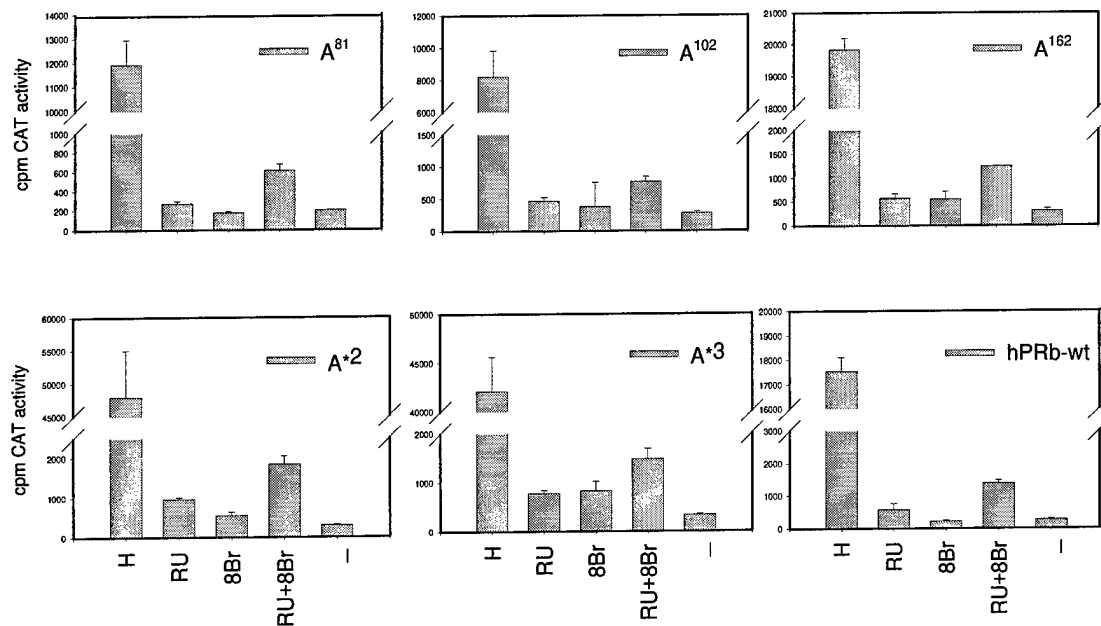 14000
13000
12000
11000
10000
1000
800
600
400
200
0
cpm CAT activity
A81
12000
10000
8000
6000
1500
1000
500
0
A102
21000
20000
19000
18000
2000
1500
1000
500
0
A162
60000
55000
50000
45000
2000
1000
0
cpm CAT activity
A*2
H
RU
8Br
RU+8Br
–
50000
40000
2000
1500
1000
500
0
A*3
H
RU
8Br
RU+8Br
–
20000
19000
18000
17000
16000
3000
2000
1000
0
hPRb-wt
H
RU
8Br
RU+8Br
–